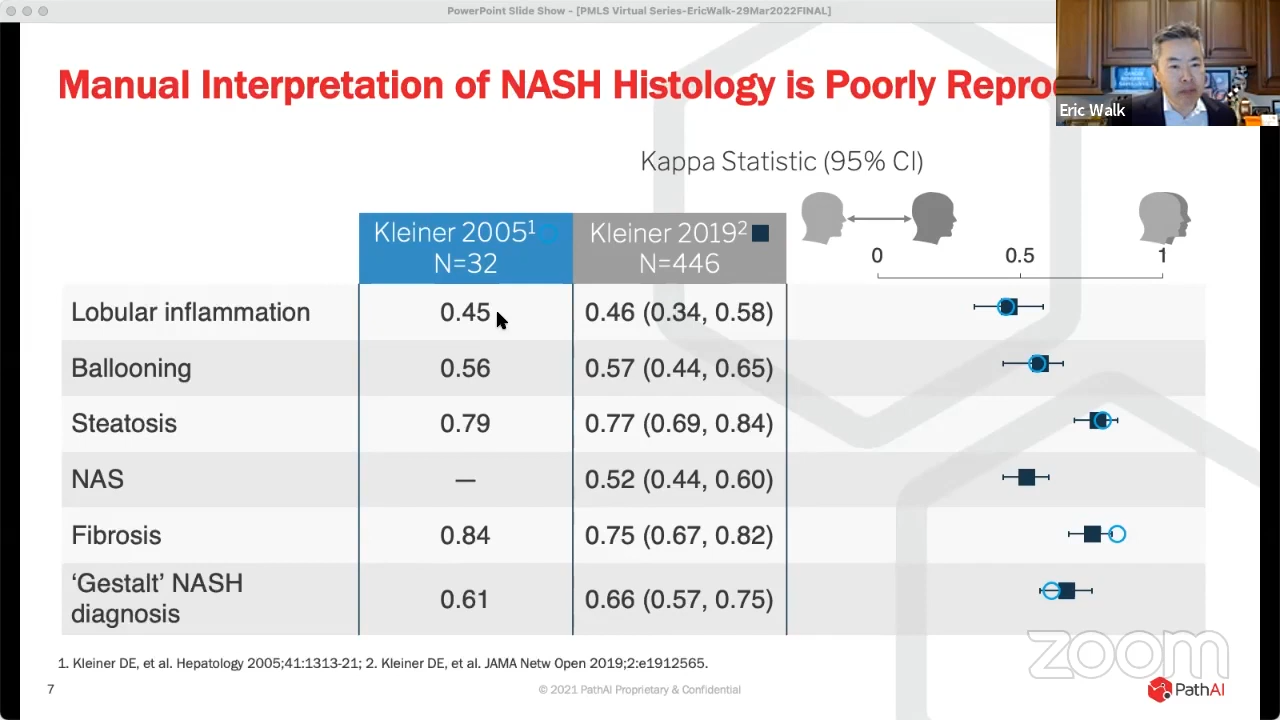 PowerPoint Slide Show - [PMLS Virtual Series-EricWalk-29Mar2022FINAL]
Manual Interpretation of NASH Histology is Poorly
Eric Walk
Kappa Statistic (95% CI)
Kleiner 2005¹
N=32
Kleiner 2019²
N=446
0 0.5 1
Lobular inflammation 0.45 0.46 (0.34, 0.58)
Ballooning 0.56 0.57 (0.44, 0.65)
Steatosis 0.79 0.77 (0.69, 0.84)
NAS — 0.52 (0.44, 0.60)
Fibrosis 0.84 0.75 (0.67, 0.82)
‘Gestalt’ NASH
diagnosis 0.61 0.66 (0.57, 0.75)
1. Kleiner DE, et al. Hepatology 2005;41:1313-21; 2. Kleiner DE, et al. JAMA Netw Open 2019;2:e1912565.
zoom
7
© 2021 PathAI Proprietary & Confidential
PathAI